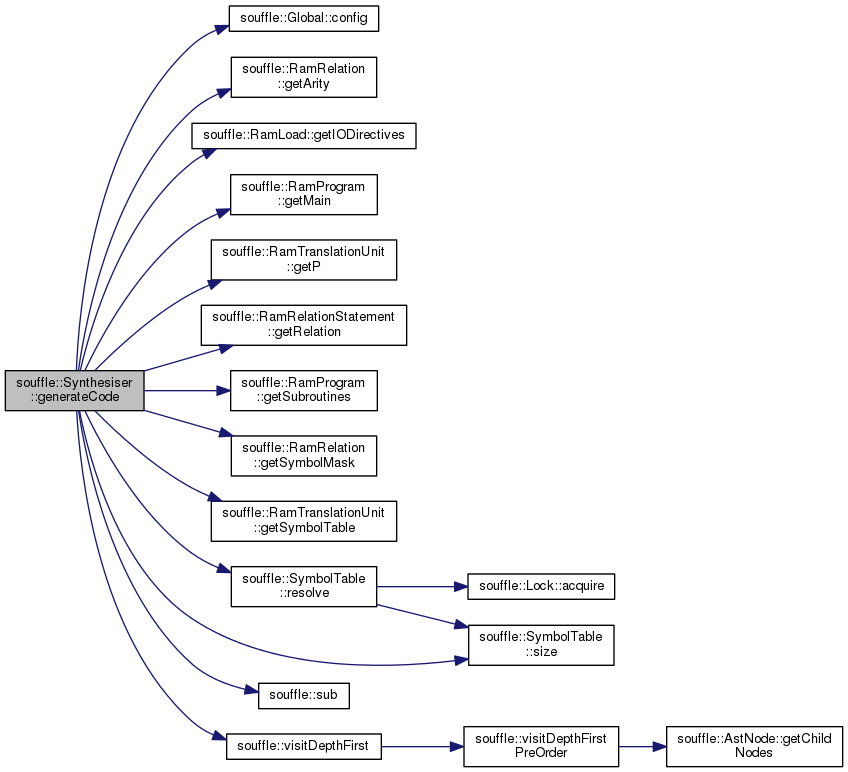 souffle::Global::config
souffle::RamRelation
::getArity
souffle::RamLoad::getIODirectives
souffle::RamProgram
::getMain
souffle::RamTranslationUnit
::getP
souffle::RamRelationStatement
::getRelation
souffle::Synthesiser
::generateCode
souffle::RamProgram
::getSubroutines
souffle::RamRelation
::getSymbolMask
souffle::RamTranslationUnit
::getSymbolTable
souffle::SymbolTable
::resolve
souffle::Lock::acquire
souffle::SymbolTable
::size
souffle::sub
souffle::visitDepthFirst
souffle::visitDepthFirst
PreOrder
souffle::AstNode::getChild
Nodes